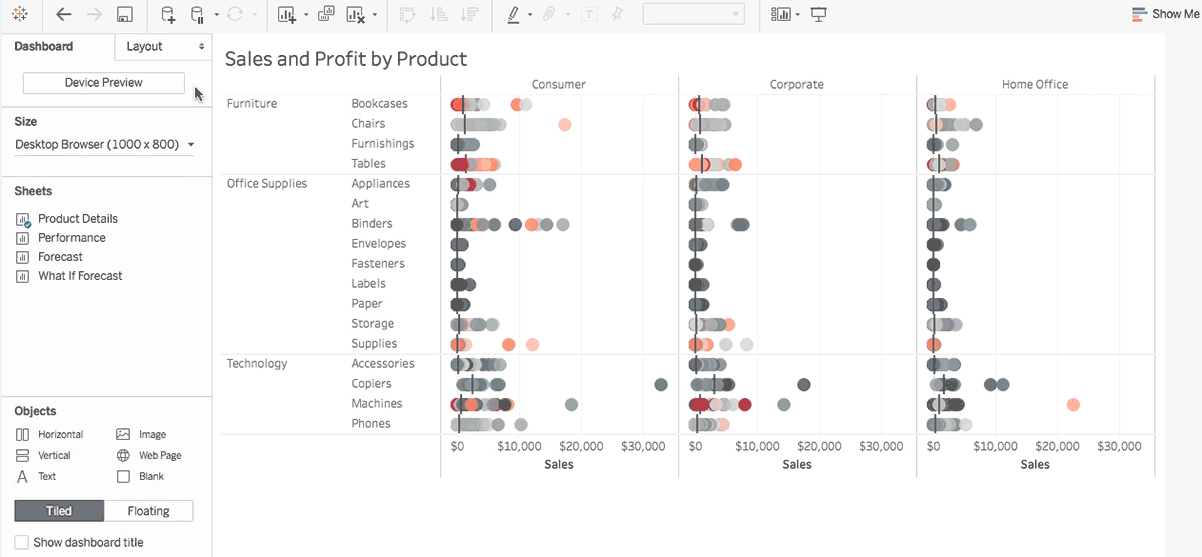 Show Me
Dashboard
Layout
Device Preview
Size
Desktop Browser (1000 x 800)
Sheets
Product Details
Performance
Forecast
What If Forecast
Objects
Horizontal
Image
Vertical
Web Page
A Text
Blank
Tiled
Floating
Show dashboard title
Sales and Profit by Product
Consumer Corporate Home Office
Furniture Bookcases
Chairs
Furnishings
Tables
Office Supplies Appliances
Art
Binders
Envelopes
Fasteners
Labels
Paper
Storage
Supplies
Technology Accessories
Copiers
Machines
Phones
$0 $10,000 $20,000 $30,000 $0 $10,000 $20,000 $30,000 $0 $10,000 $20,000 $30,000
Sales Sales Sales